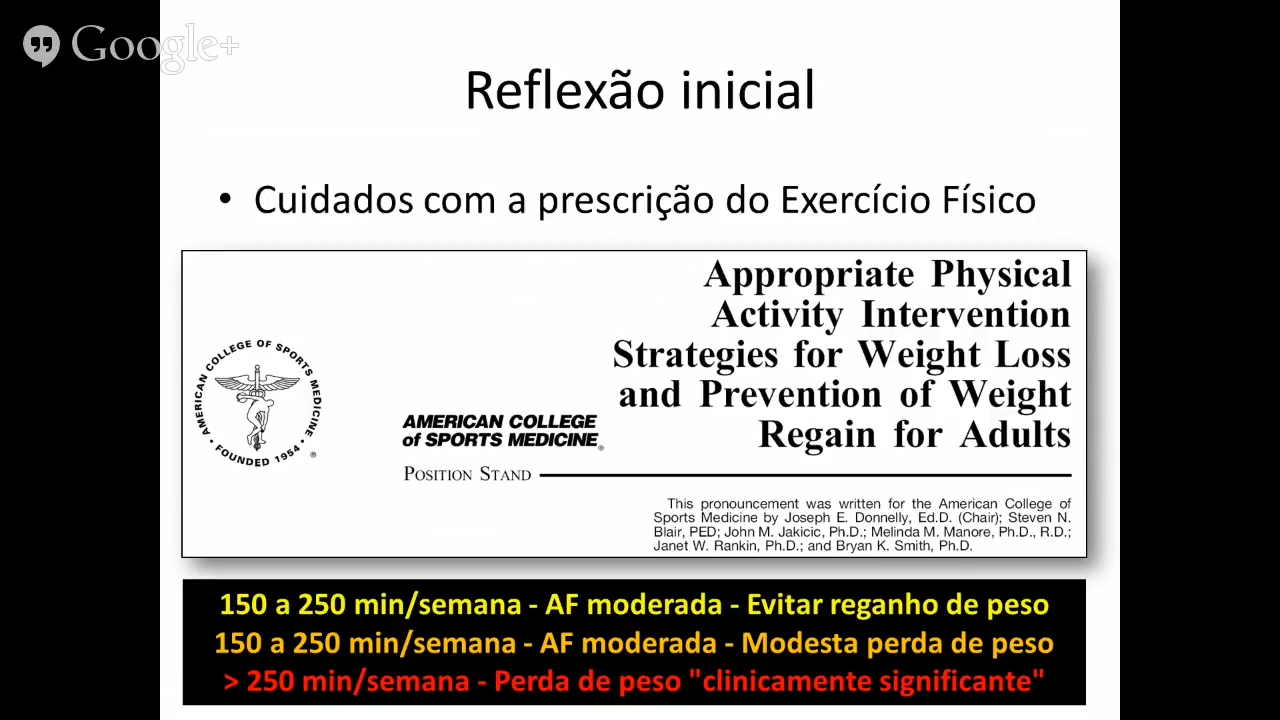 Google+
Reflexão inicial
• Cuidados com a prescrição do Exercício Físico
Appropriate Physical
Activity Intervention
Strategies for Weight Loss
and Prevention of Weight
Regain for Adults
AMERICAN COLLEGE OF SPORTS MEDICINE
• FOUNDED 1954 •
®
AMERICAN COLLEGE
of SPORTS MEDICINE®
POSITION STAND
This pronouncement was written for the American College of
Sports Medicine by Joseph E. Donnelly, Ed.D. (Chair); Steven N.
Blair, PED; John M. Jakicic, Ph.D.; Melinda M. Manore, Ph.D., R.D.;
Janet W. Rankin, Ph.D.; and Bryan K. Smith, Ph.D.
150 a 250 min/semana - AF moderada - Evitar reganho de peso
150 a 250 min/semana - AF moderada - Modesta perda de peso
> 250 min/semana - Perda de peso "clinicamente significante"